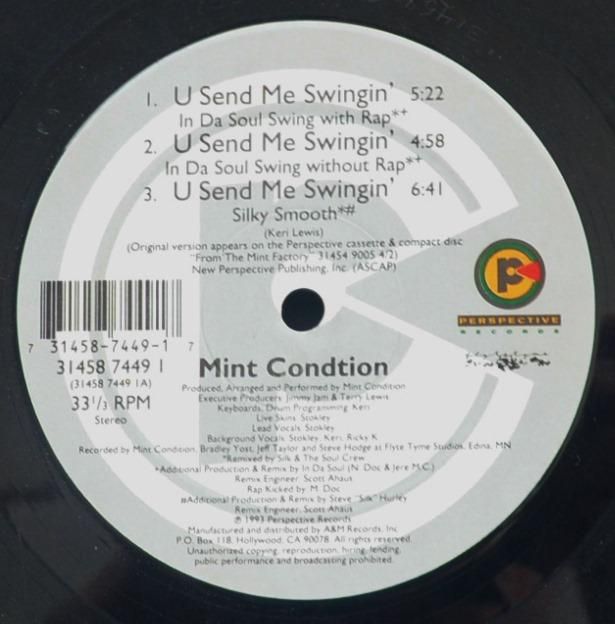 1. U Send Me Swingin' 5:22
In Da Soul Swing with Rap*+
2. U Send Me Swingin' 4:58
In Da Soul Swing without Rap*+
3. U Send Me Swingin' 6:41
Silky Smooth*#
(Keri Lewis)
(Original version appears on the Perspective cassette & compact disc
"From The Mint Factory" 31454 9005 4/2)
New Perspective Publishing, Inc. (ASCAP)
P
PERSPECTIVE
RECORDS
7 31458-7449-1 7
31458 7449 1
(31458 7449 1A)
33 1/3 RPM
Stereo
Mint Condtion
Produced, Arranged and Performed by Mint Condition
Executive Producers: Jimmy Jam & Terry Lewis
Keyboards, Drum Programming: Keri
Live Skins: Stokley
Lead Vocals: Stokley
Background Vocals: Stokley, Keri, Ricky K
Recorded by Mint Condition, Bradley Yost, Jeff Taylor and Steve Hodge at Flyte Tyme Studios, Edina, MN
*Remixed by Silk & The Soul Crew
+Additional Production & Remix by In Da Soul (N. Doc & Jere M.C.)
Remix Engineer: Scott Ahaus
Rap Kicked by M. Doc
#Additional Production & Remix by Steve "Silk" Hurley
Remix Engineer: Scott Ahaus
℗ 1993 Perspective Records
Manufactured and distributed by A&M Records, Inc.
P.O. Box 118, Hollywood, CA 90078. All rights reserved.
Unauthorized copying, reproduction, hiring, lending,
public performance and broadcasting prohibited.